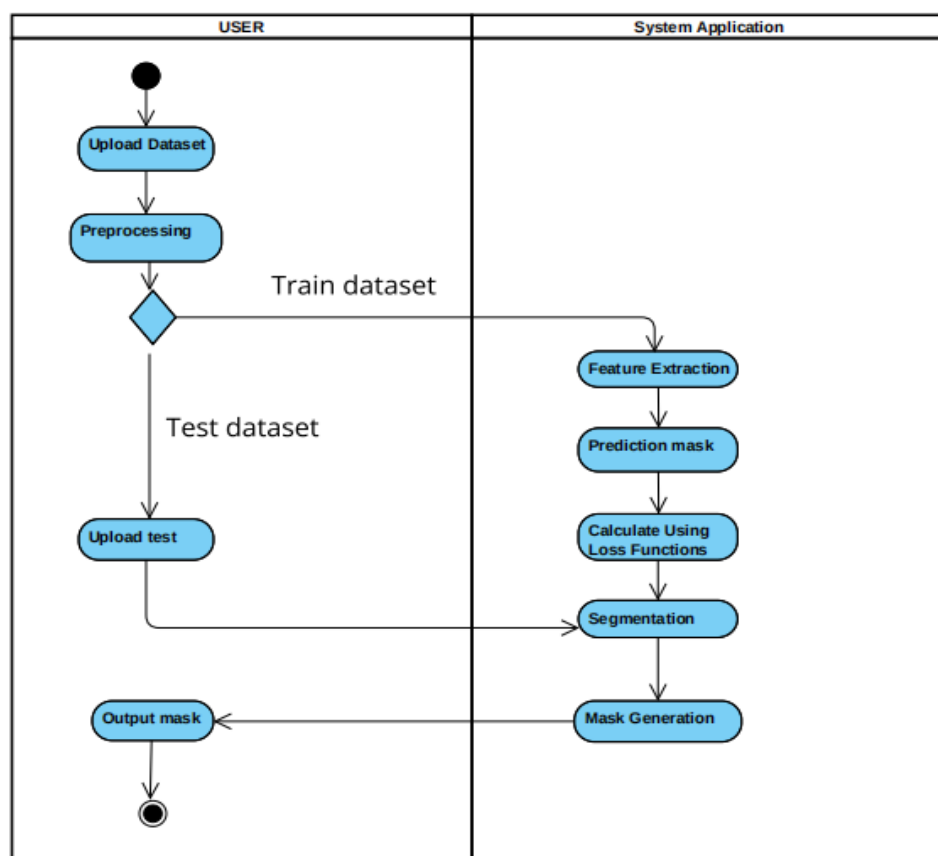 USER
System Application
Upload Dataset
Preprocessing
Train dataset
Feature Extraction
Test dataset
Prediction mask
Upload test
Calculate Using
Loss Functions
Segmentation
Output mask
Mask Generation